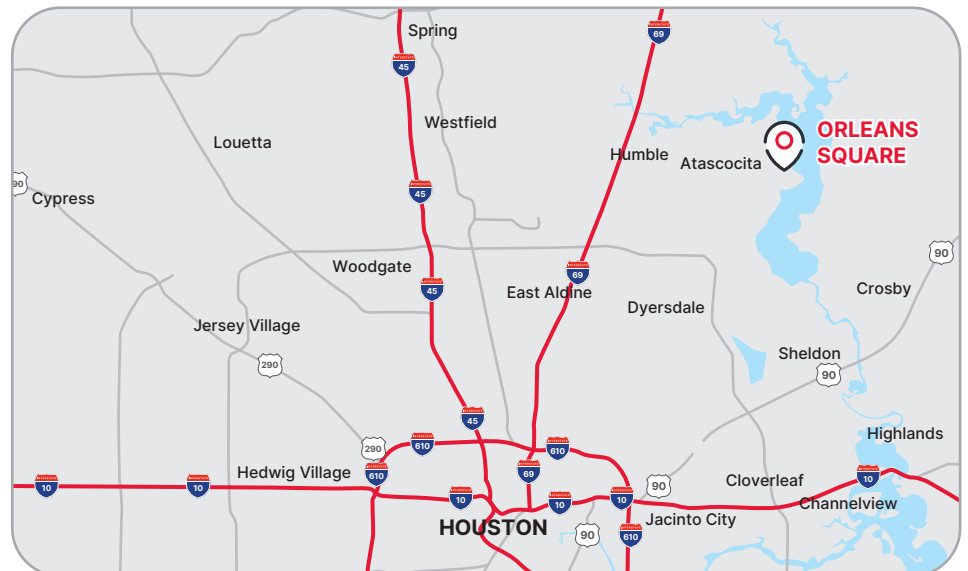 Spring
69
45
Westfield
ORLEANS
SQUARE
Louetta
Humble
Atascocita
90
Cypress
45
90
Woodgate
69
45
East Aldine
Crosby
Dyersdale
Jersey Village
Sheldon
290
90
45
Highlands
290
610
610
Hedwig Village
610
69
10
Cloverleaf
10
10
90
10
10
10
Channelview
HOUSTON
Jacinto City
90
610